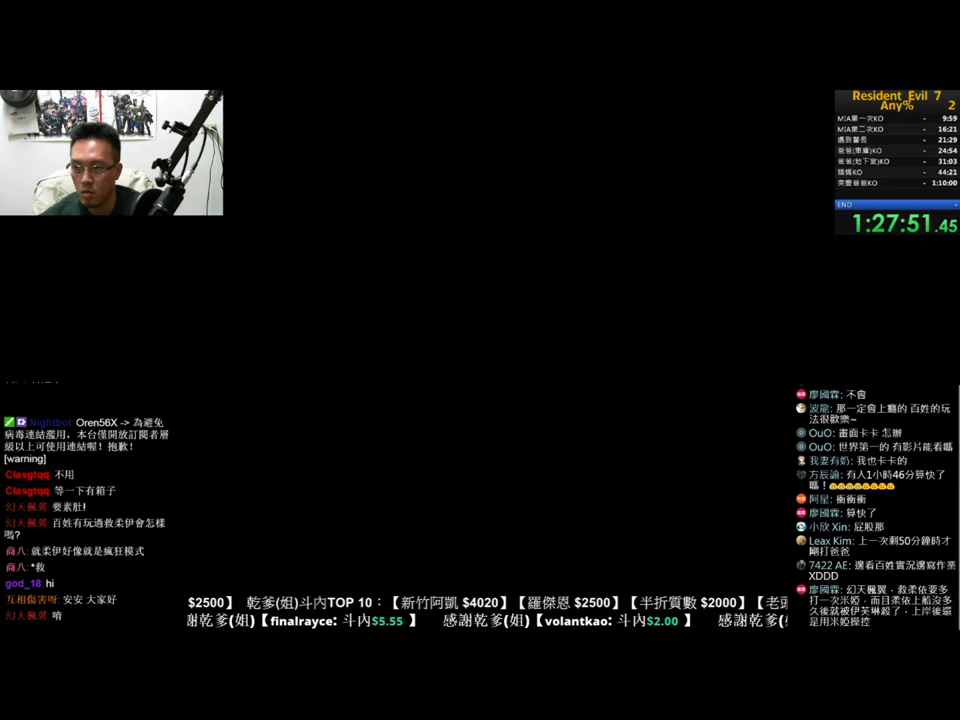 Resident Evil 7
Any% 2
MIA第一次KO - 9:59
MIA第二次KO - 16:21
遇到警長 - 21:29
爸爸(車庫)KO - 24:54
爸爸(地下室)KO - 31:03
媽媽KO - 44:21
突變爸爸KO - 1:10:00
END -
1:27:51.45
Nightbot Oren56X -> 為避免
病毒連結濫用，本台僅開放訂閱者層
級以上可使用連結喔！抱歉！
[warning]
Clasgtqq 不用
Clasgtqq 等一下有箱子
幻天楓翼 要素肚!
幻天楓翼 百姓有玩過救柔伊會怎樣
嗎?
商八: 就柔伊好像就是瘋狂模式
商八: *救
god_18 hi
互相傷害呀: 安安 大家好
幻天楓翼 唷
廖國霖: 不會
波龍: 那一定會上癮的 百姓的玩
法很歡樂~
OuO: 畫面卡卡 怎辦
OuO: 世界第一的 有影片能看嗎
我妻有奶: 我也卡卡的
方辰諭: 有人1小時46分算快了
嗎！
阿星: 衝衝衝
廖國霖: 算快了
小欣 Xin: 屁股那
Leax Kim: 上一次剩50分鐘時才
剛打爸爸
7422 AE: 邊看百姓實況邊寫作業
XDDD
廖國霖: 幻天楓翼，救柔依要多
打一次米婭，而且柔依上船沒多
久後就被伊芙琳殺了，上岸後還
是用米婭操控
$2500】 乾爹(姐)斗內TOP 10：【新竹阿凱 $4020】【羅傑恩 $2500】【半折質數 $2000】【老頭
謝乾爹(姐)【finalrayce: 斗內$5.55 】 感謝乾爹(姐)【volantkao: 斗內$2.00 】 感謝乾爹(姐